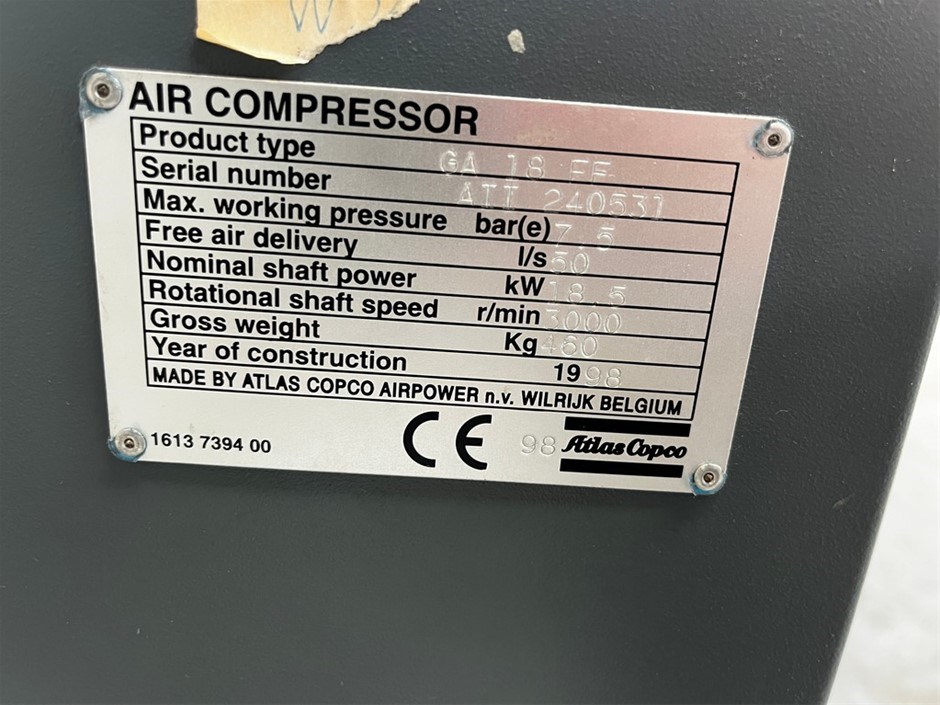 W
AIR COMPRESSOR
Product type GA 18 FF
Serial number AII 240531
Max. working pressure bar(e) 7.5
Free air delivery l/s 50
Nominal shaft power kW 18.5
Rotational shaft speed r/min 3000
Gross weight Kg 460
Year of construction 1998
MADE BY ATLAS COPCO AIRPOWER n.v. WILRIJK BELGIUM
1613 7394 00 CE 98 Atlas Copco